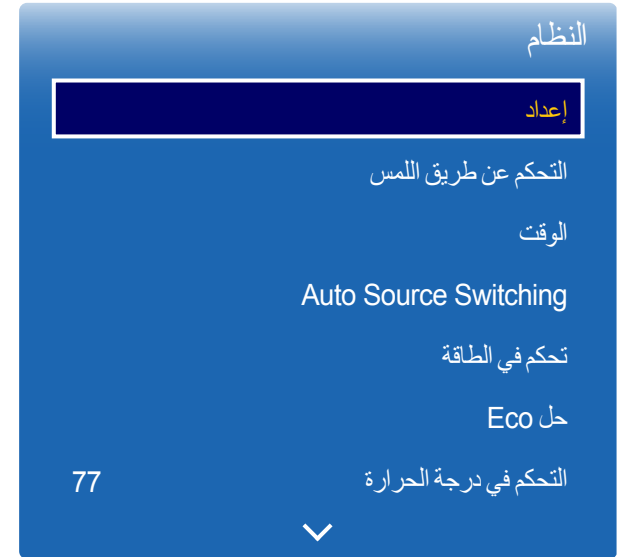 النظام
إعداد
التحكم عن طريق اللمس
الوقت
Auto Source Switching
تحكم في الطاقة
حل Eco
التحكم في درجة الحرارة 77